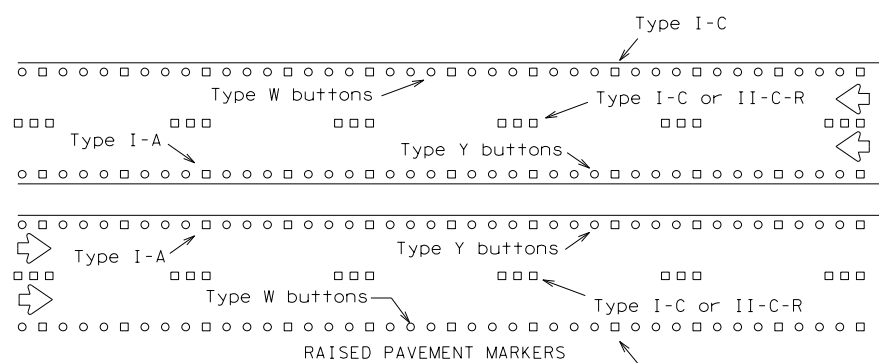 Type I-C
Type W buttons
Type I-C or II-C-R
Type I-A
Type Y buttons
Type I-A
Type Y buttons
Type W buttons
Type I-C or II-C-R
RAISED PAVEMENT MARKERS